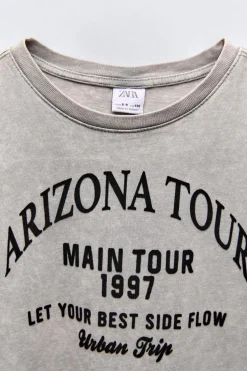 ZARA
ARIZONA TOUR
MAIN TOUR
1997
LET YOUR BEST SIDE FLOW
Urban Trip